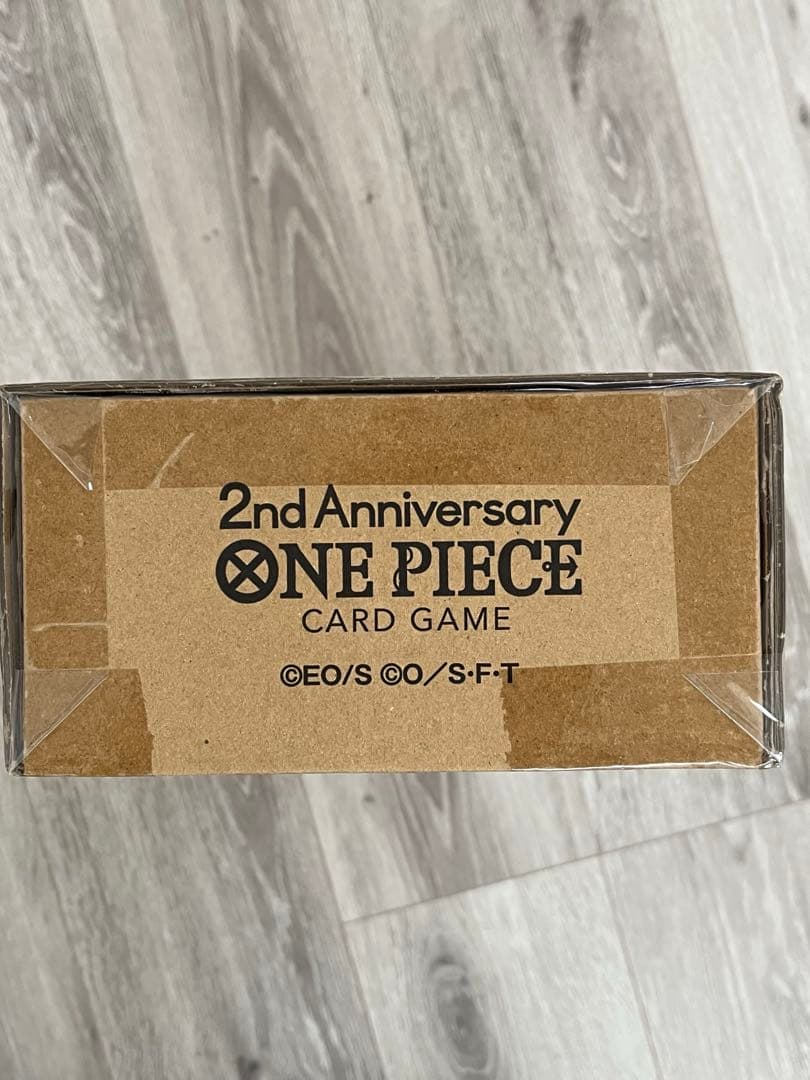 2nd Anniversary
ONE PIECE
CARD GAME
©EO/S ©O/S·F·T